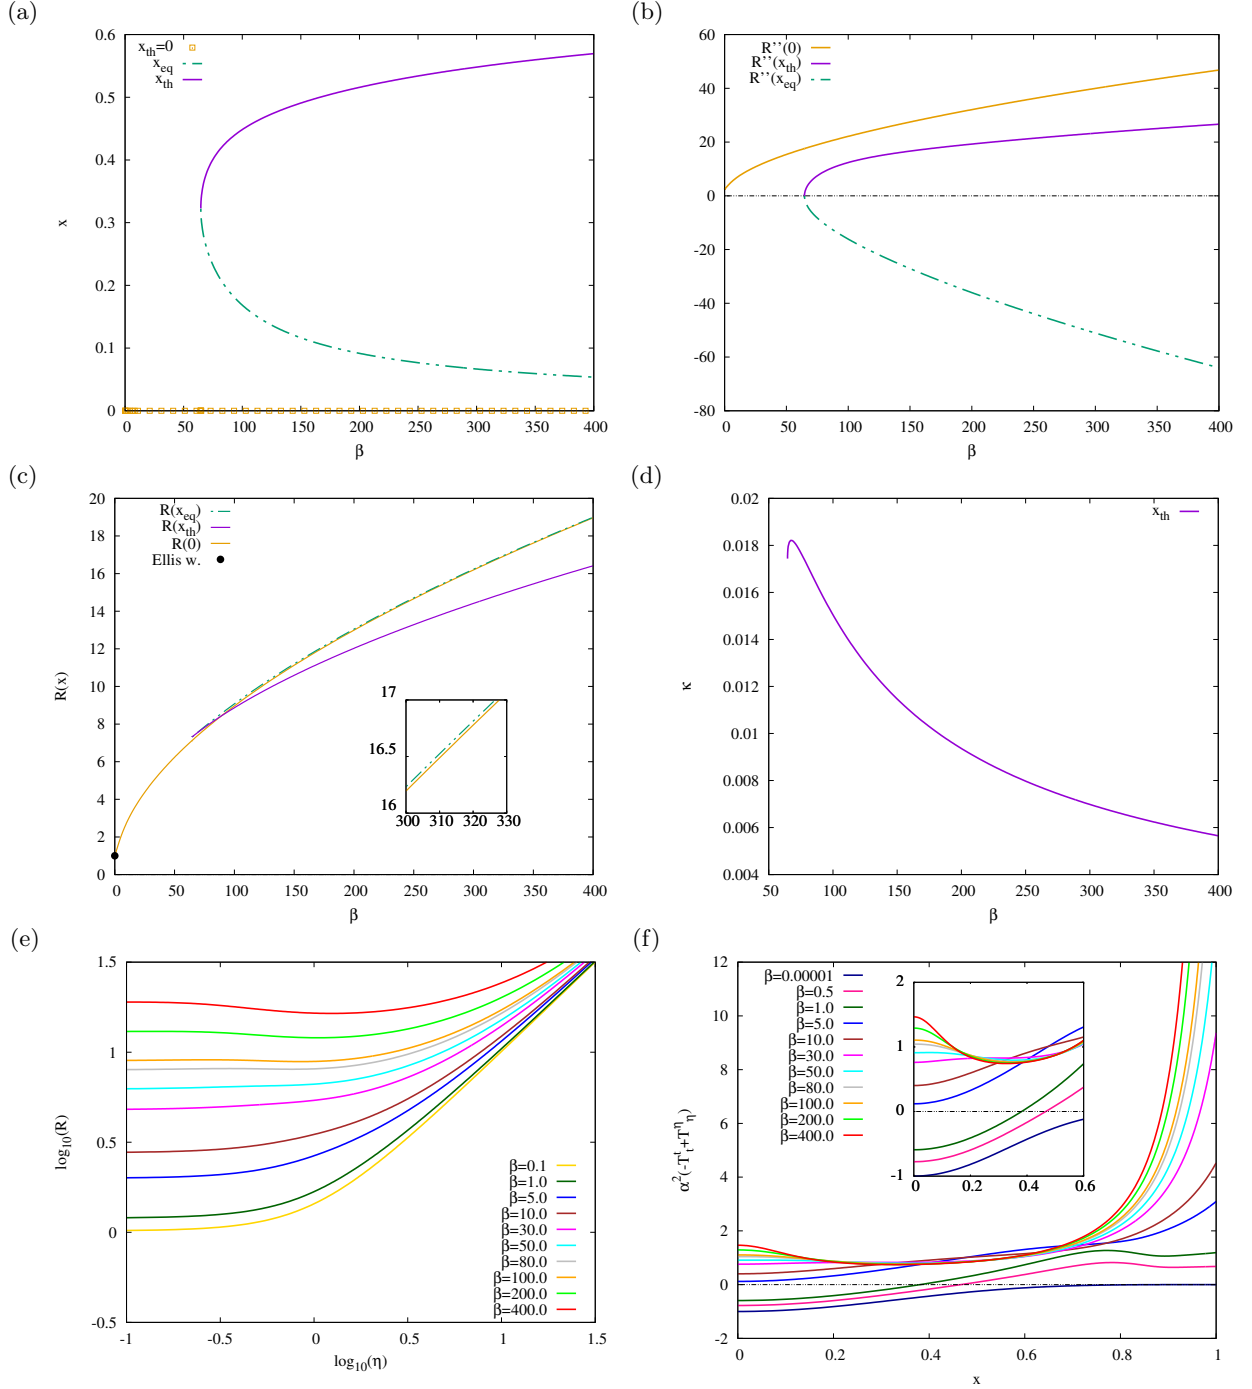 (a)
x_th=0
x_eq
x_th
0.6
0.5
0.4
0.3
0.2
0.1
0
x
0 50 100 150 200 250 300 350 400
β
(b)
R’’(0)
R’’(x_th)
R’’(x_eq)
60
40
20
0
-20
-40
-60
-80
0 50 100 150 200 250 300 350 400
β
(c)
R(x_eq)
R(x_th)
R(0)
Ellis w.
20
18
16
14
12
10
8
6
4
2
0
R(x)
17
16.5
16
300 310 320 330
0 50 100 150 200 250 300 350 400
β
(d)
x_th
0.02
0.018
0.016
0.014
0.012
0.01
0.008
0.006
0.004
κ
50 100 150 200 250 300 350 400
β
(e)
1.5
1
0.5
0
-0.5
log₁₀(R)
β=0.1
β=1.0
β=5.0
β=10.0
β=30.0
β=50.0
β=80.0
β=100.0
β=200.0
β=400.0
-1 -0.5 0 0.5 1 1.5
log₁₀(η)
(f)
β=0.00001
β=0.5
β=1.0
β=5.0
β=10.0
β=30.0
β=50.0
β=80.0
β=100.0
β=200.0
β=400.0
12
10
8
6
4
2
0
-2
α²(-T^t_t+T^η_η)
2
1
0
-1
0 0.2 0.4 0.6
0 0.2 0.4 0.6 0.8 1
x